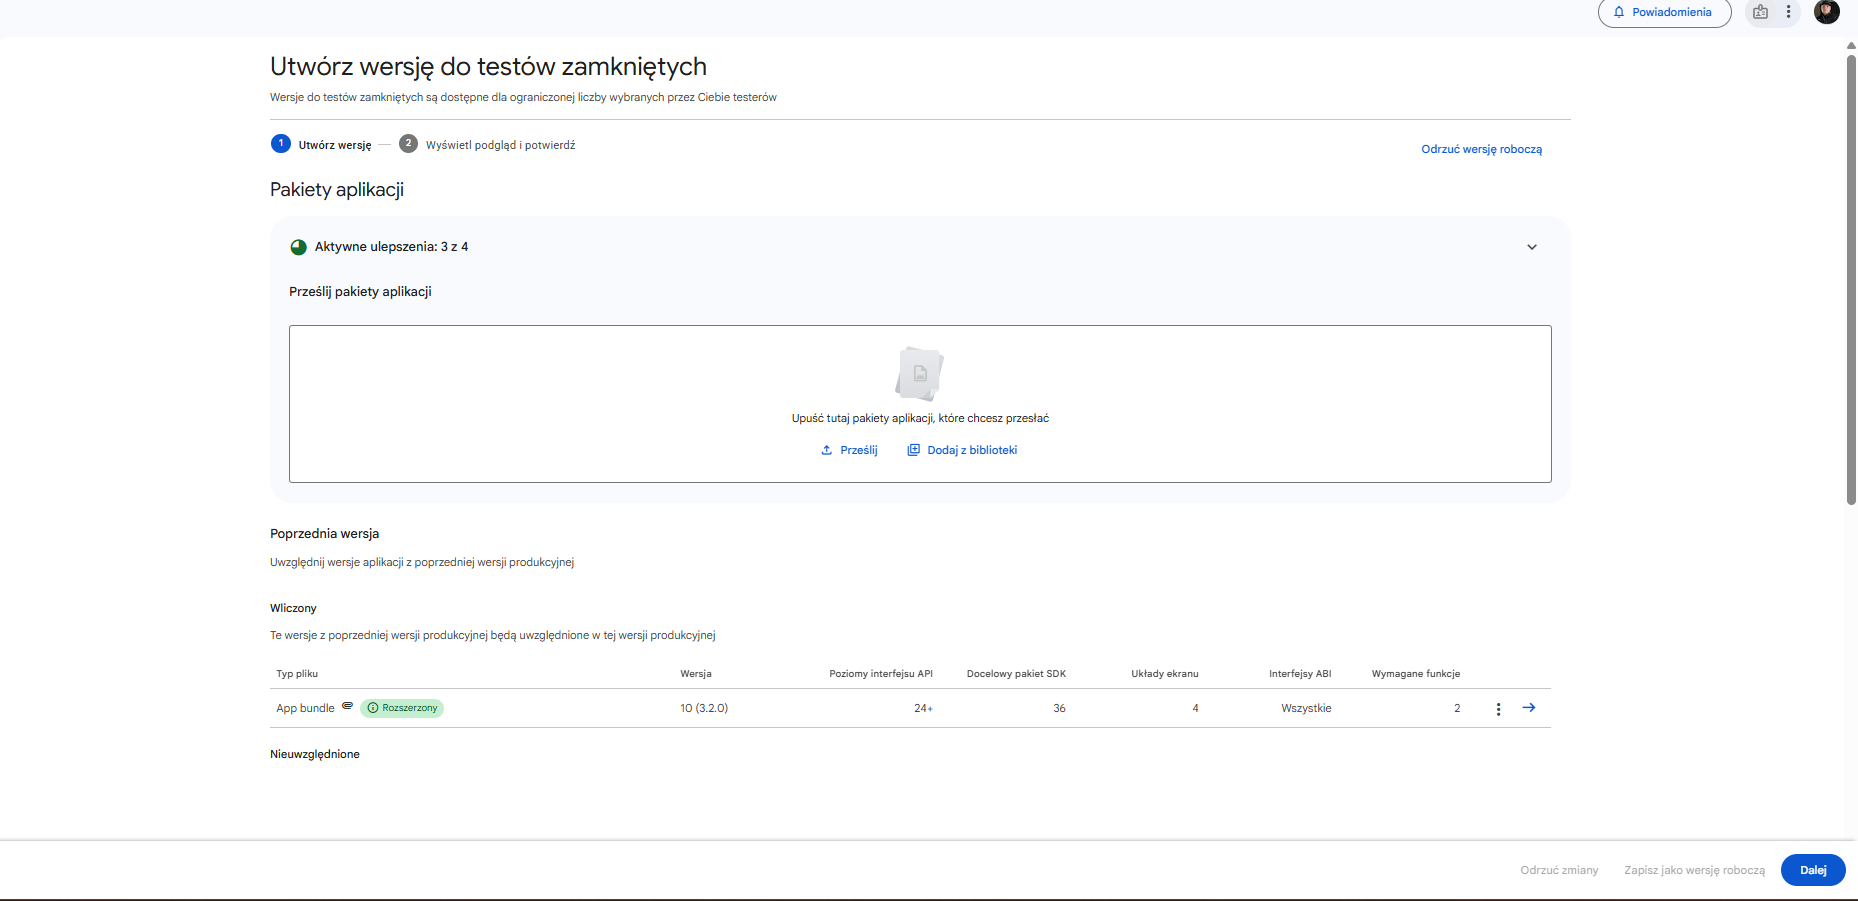 Powiadomienia
Utwórz wersję do testów zamkniętych
Wersje do testów zamkniętych są dostępne dla ograniczonej liczby wybranych przez Ciebie testerów
1 Utwórz wersję — 2 Wyświetl podgląd i potwierdź
Odrzuć wersję roboczą
Pakiety aplikacji
Aktywne ulepszenia: 3 z 4
Prześlij pakiety aplikacji
Upuść tutaj pakiety aplikacji, które chcesz przesłać
Prześlij Dodaj z biblioteki
Poprzednia wersja
Uwzględnij wersje aplikacji z poprzedniej wersji produkcyjnej
Wliczony
Te wersje z poprzedniej wersji produkcyjnej będą uwzględnione w tej wersji produkcyjnej
Typ pliku Wersja Poziomy interfejsu API Docelowy pakiet SDK Układy ekranu Interfejsy ABI Wymagane funkcje
App bundle Rozszerzony 10 (3.2.0) 24+ 36 4 Wszystkie 2
Nieuwzględnione
Odrzuć zmiany Zapisz jako wersję roboczą Dalej